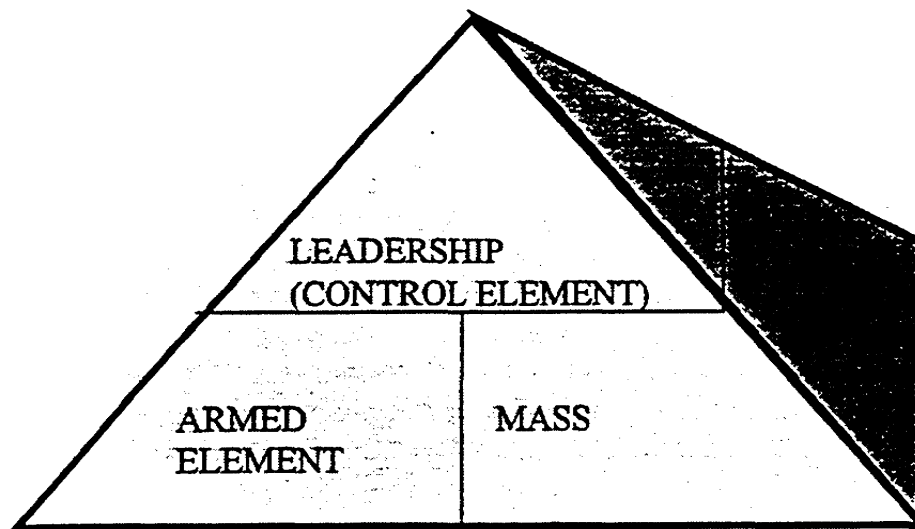 LEADERSHIP
(CONTROL ELEMENT)
ARMED
ELEMENT
MASS